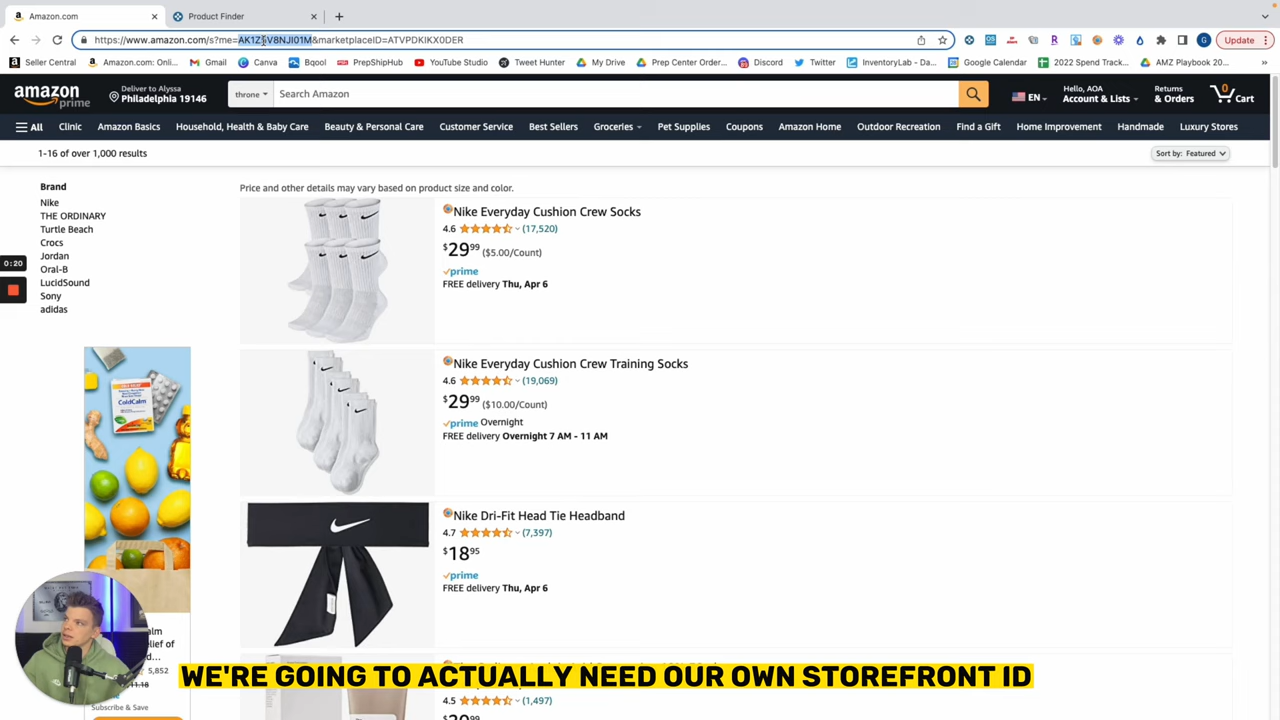 Amazon.com
Product Finder
https://www.amazon.com/s?me=AK1Z V8NJI01M&marketplaceID=ATVPDKIKX0DER
Update
Seller Central
Amazon.com: Onli...
Gmail
Canva
Bqool
PrepShipHub
YouTube Studio
Tweet Hunter
My Drive
Prep Center Order...
Discord
Twitter
InventoryLab - Da...
Google Calendar
2022 Spend Track...
AMZ Playbook 20...
amazon prime
Deliver to Alyssa
Philadelphia 19146
throne
Search Amazon
EN
Hello, AOA
Account & Lists
Returns
& Orders
0
Cart
All
Clinic
Amazon Basics
Household, Health & Baby Care
Beauty & Personal Care
Customer Service
Best Sellers
Groceries
Pet Supplies
Coupons
Amazon Home
Outdoor Recreation
Find a Gift
Home Improvement
Handmade
Luxury Stores
1-16 of over 1,000 results
Sort by: Featured
Brand
Nike
THE ORDINARY
Turtle Beach
Crocs
Jordan
Oral-B
LucidSound
Sony
adidas
0:20
Price and other details may vary based on product size and color.
Nike Everyday Cushion Crew Socks
4.6 (17,520)
$29 99 ($5.00/Count)
prime
FREE delivery Thu, Apr 6
Nike Everyday Cushion Crew Training Socks
4.6 (19,069)
$29 99 ($10.00/Count)
prime Overnight
FREE delivery Overnight 7 AM - 11 AM
Nike Dri-Fit Head Tie Headband
4.7 (7,397)
$18 95
prime
FREE delivery Thu, Apr 6
4.5 (1,497)
ColdCalm
alm
elief of
d...
5,852
11.18
Subscribe & Save
WE'RE GOING TO ACTUALLY NEED OUR OWN STOREFRONT ID